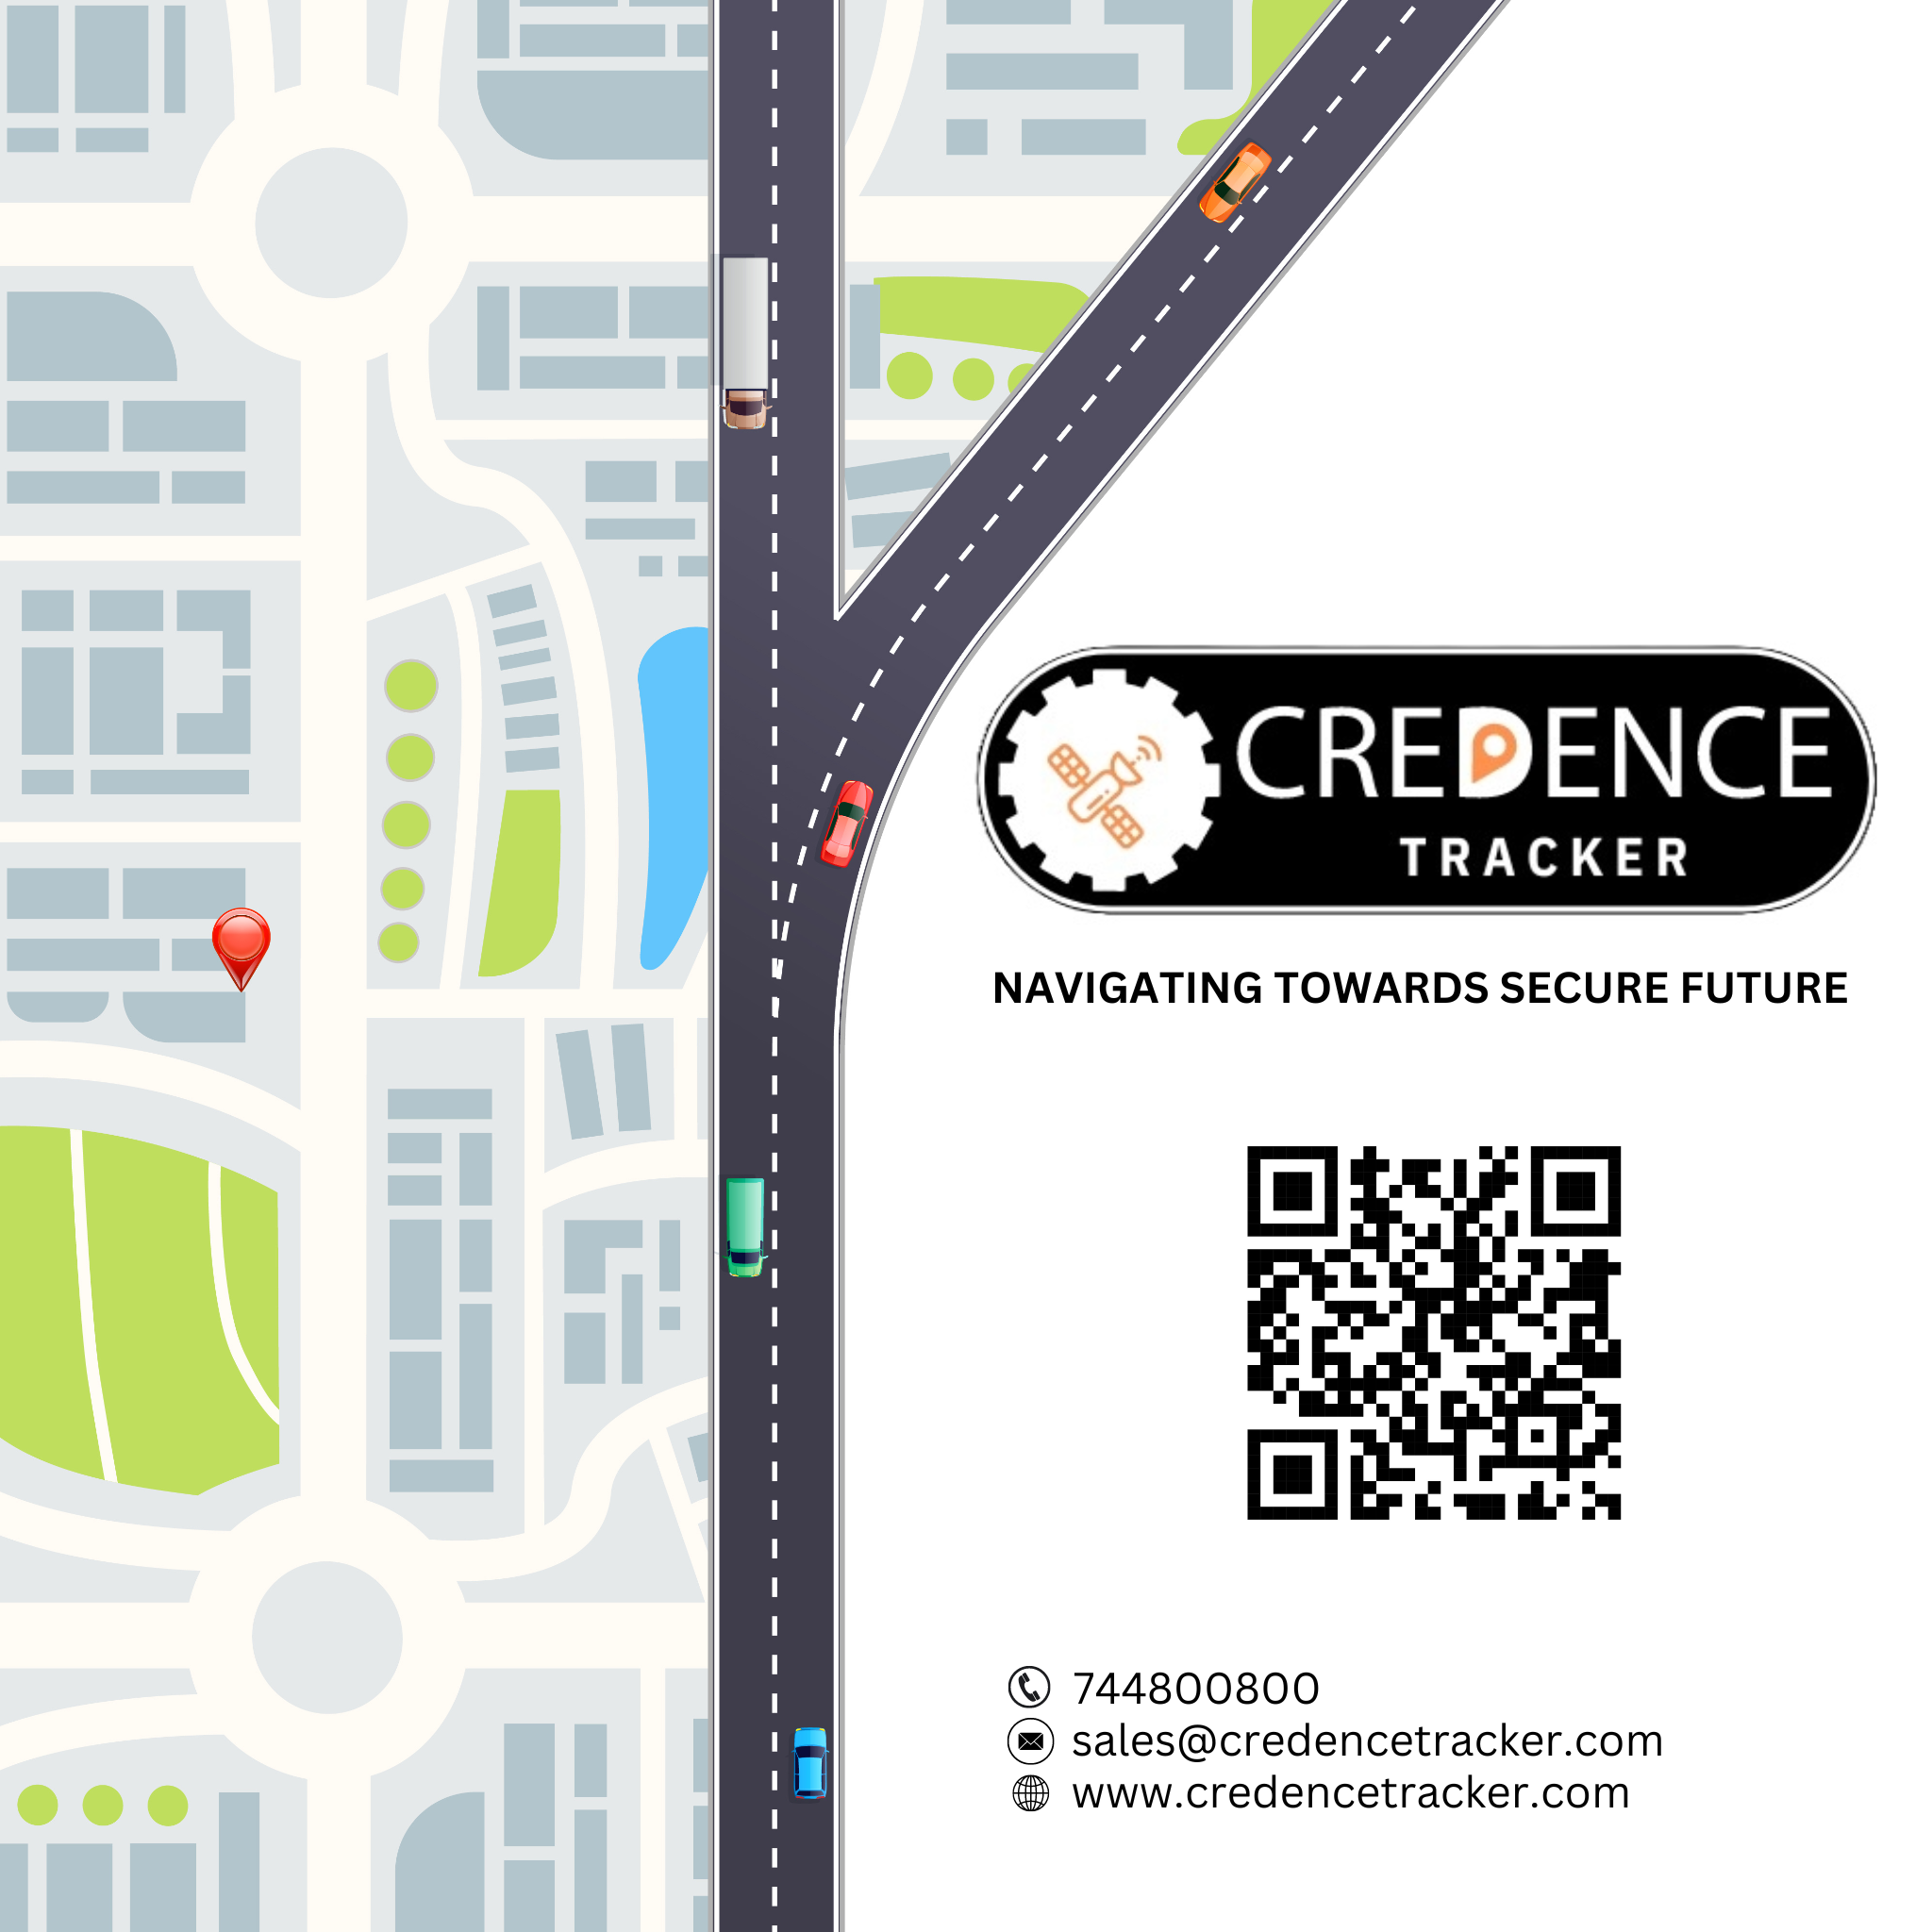 CREDENCE
TRACKER
NAVIGATING TOWARDS SECURE FUTURE
744800800
sales@credencetracker.com
www.credencetracker.com